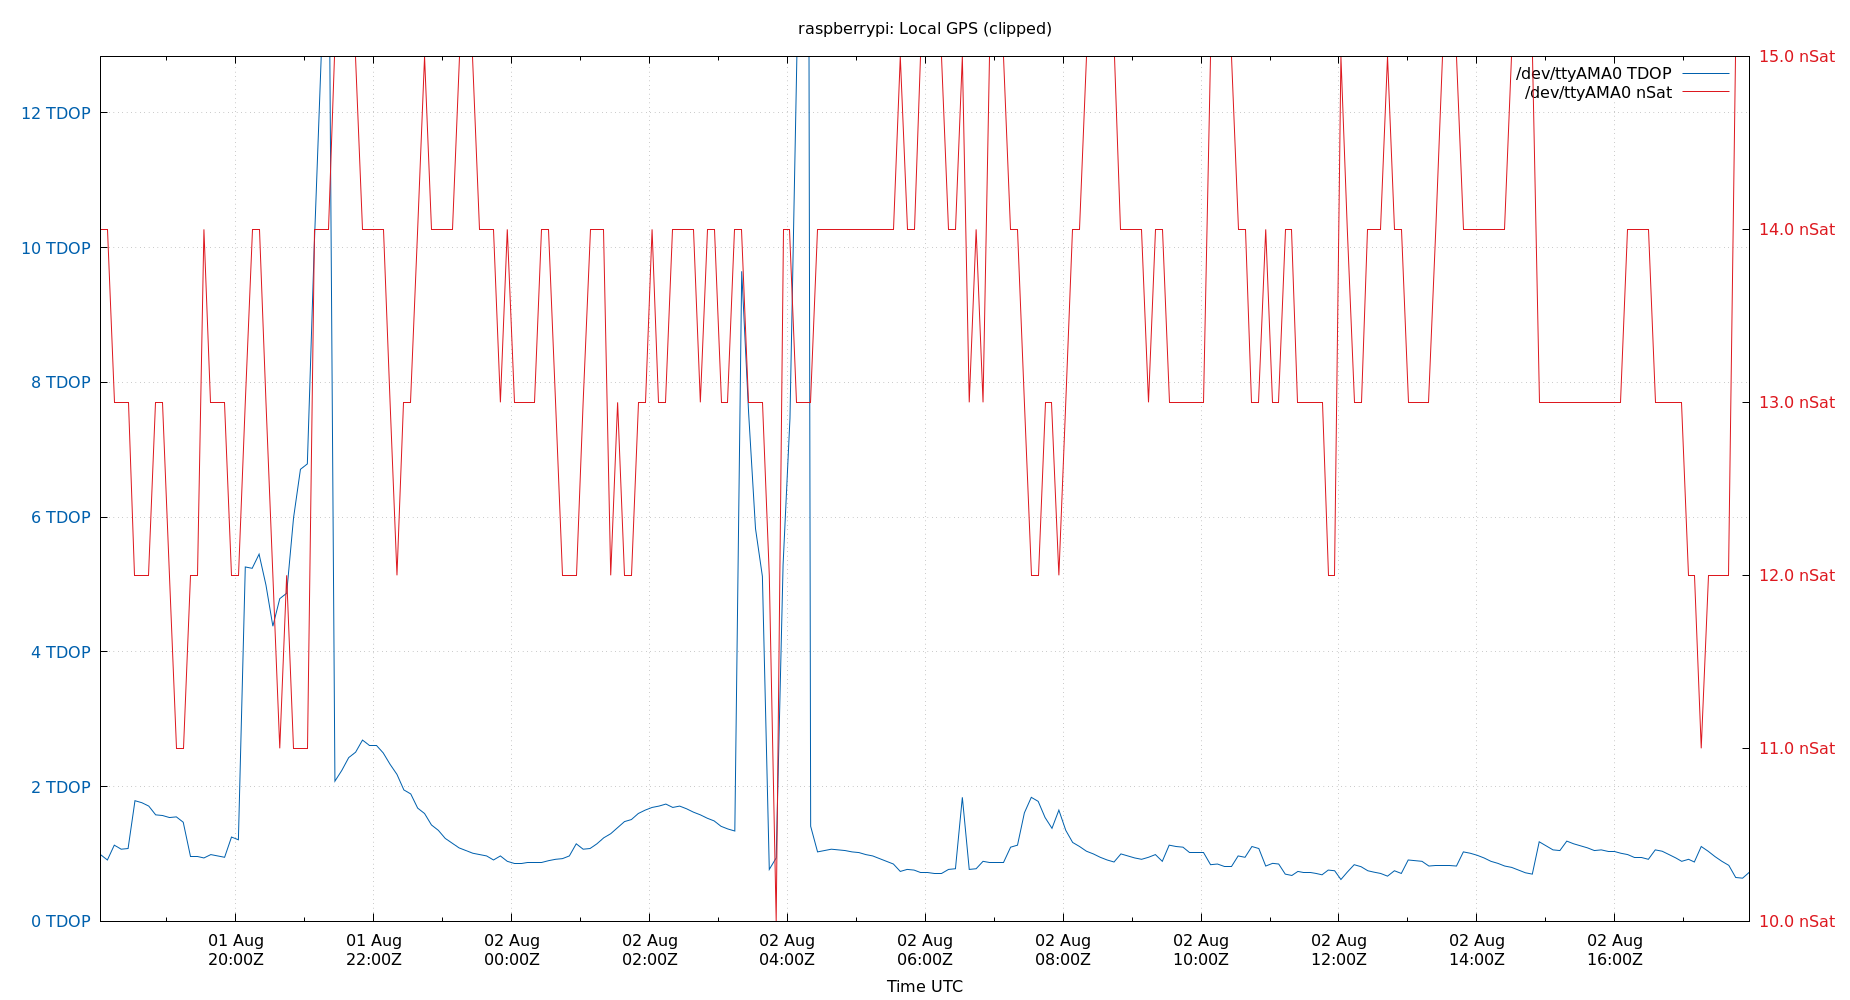 raspberrypi: Local GPS (clipped)
15.0 nSat
/dev/ttyAMA0 TDOP
/dev/ttyAMA0 nSat
12 TDOP
14.0 nSat
10 TDOP
8 TDOP
13.0 nSat
6 TDOP
12.0 nSat
4 TDOP
11.0 nSat
2 TDOP
0 TDOP
10.0 nSat
01 Aug
20:00Z
01 Aug
22:00Z
02 Aug
00:00Z
02 Aug
02:00Z
02 Aug
04:00Z
02 Aug
06:00Z
02 Aug
08:00Z
02 Aug
10:00Z
02 Aug
12:00Z
02 Aug
14:00Z
02 Aug
16:00Z
Time UTC